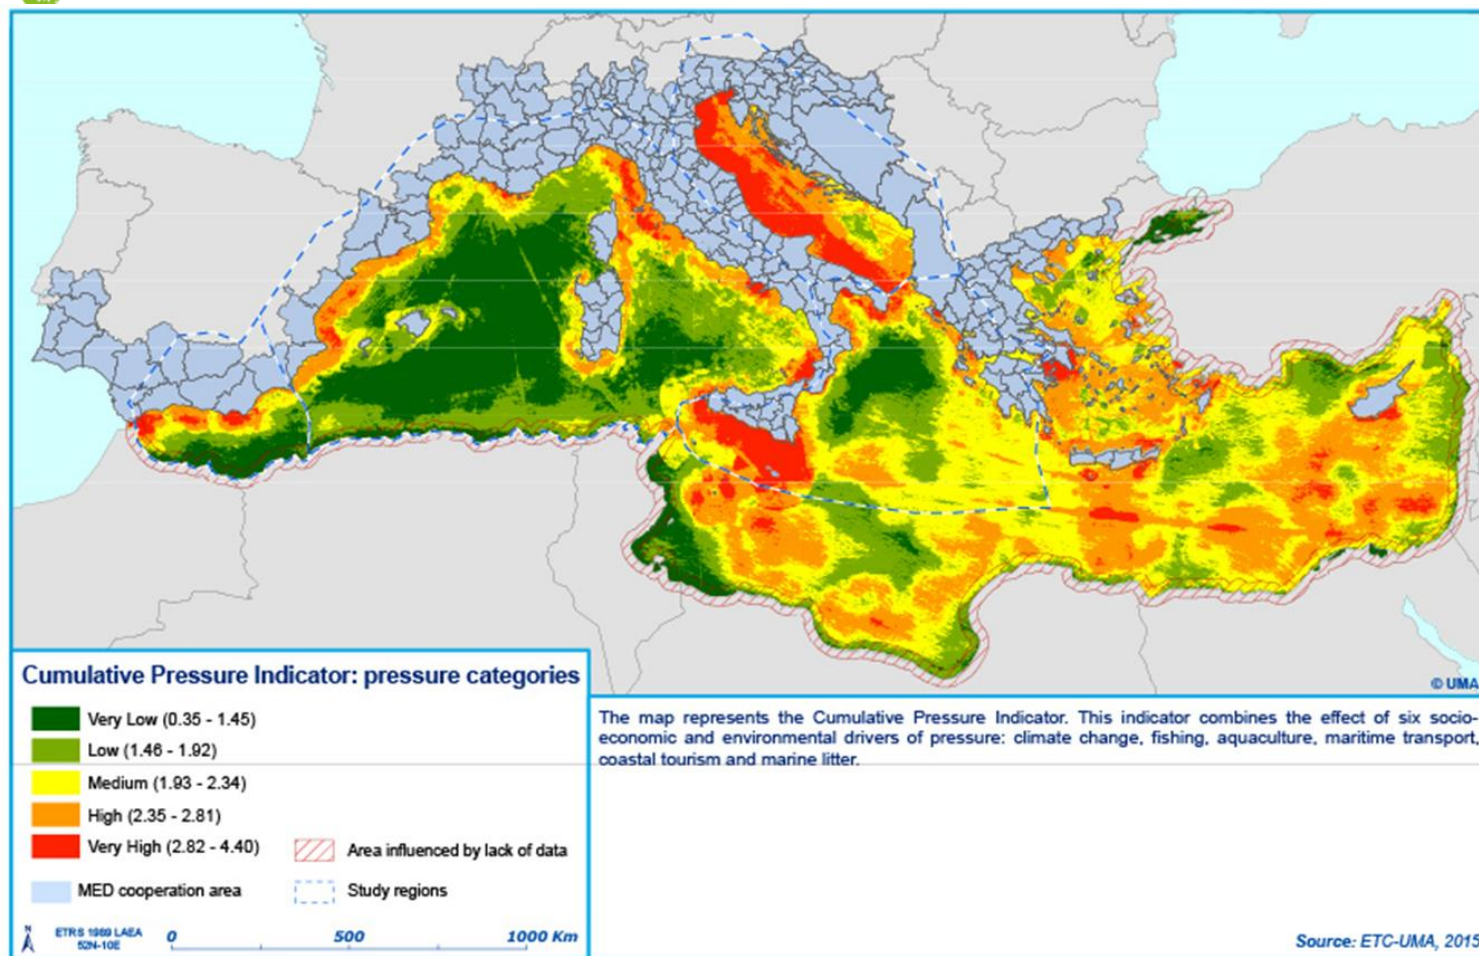 © UMA
Cumulative Pressure Indicator: pressure categories
Very Low (0.35 - 1.45)
Low (1.46 - 1.92)
Medium (1.93 - 2.34)
High (2.35 - 2.81)
Very High (2.82 - 4.40)
Area influenced by lack of data
MED cooperation area
Study regions
N
ETRS 1989 LAEA
52N-10E
0 500 1000 Km
The map represents the Cumulative Pressure Indicator. This indicator combines the effect of six socio-
economic and environmental drivers of pressure: climate change, fishing, aquaculture, maritime transport,
coastal tourism and marine litter.
Source: ETC-UMA, 2015